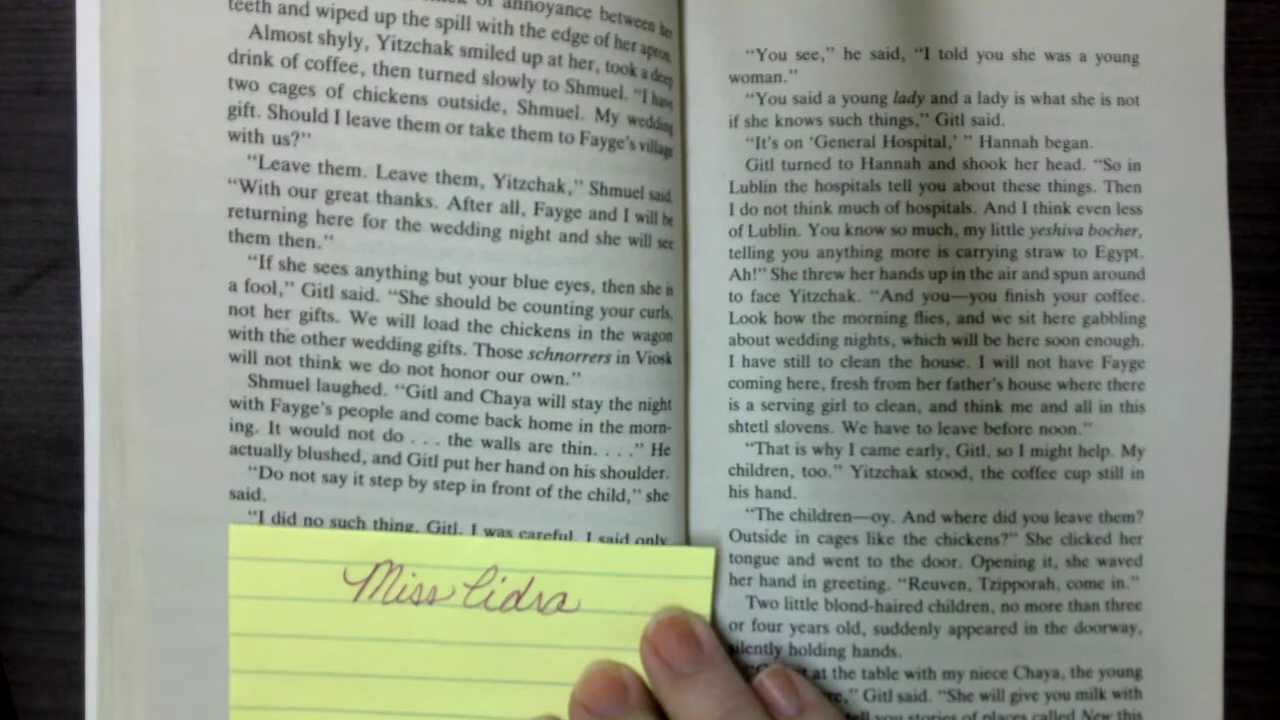 of annoyance between her
teeth and wiped up the spill with the edge of her apron.
Almost shyly, Yitzchak smiled up at her, took a deep
drink of coffee, then turned slowly to Shmuel. "I have
two cages of chickens outside, Shmuel. My wedding
gift. Should I leave them or take them to Fayge's village
with us?"
"Leave them. Leave them, Yitzchak," Shmuel said.
"With our great thanks. After all, Fayge and I will be
returning here for the wedding night and she will see
them then."
"If she sees anything but your blue eyes, then she is
a fool," Gitl said. "She should be counting your curls,
not her gifts. We will load the chickens in the wagon
with the other wedding gifts. Those schnorrers in Viosk
will not think we do not honor our own."
Shmuel laughed. "Gitl and Chaya will stay the night
with Fayge's people and come back home in the morn-
ing. It would not do . . . the walls are thin. . . ." He
actually blushed, and Gitl put her hand on his shoulder.
"Do not say it step by step in front of the child," she
said.
"I did no such thing, Gitl. I was careful. I said only
Miss Lidra
"You see," he said, "I told you she was a young
woman."
"You said a young lady and a lady is what she is not
if she knows such things," Gitl said.
"It's on 'General Hospital,' " Hannah began.
Gitl turned to Hannah and shook her head. "So in
Lublin the hospitals tell you about these things. Then
I do not think much of hospitals. And I think even less
of Lublin. You know so much, my little yeshiva bocher,
telling you anything more is carrying straw to Egypt.
Ah!" She threw her hands up in the air and spun around
to face Yitzchak. "And you—you finish your coffee.
Look how the morning flies, and we sit here gabbling
about wedding nights, which will be here soon enough.
I have still to clean the house. I will not have Fayge
coming here, fresh from her father's house where there
is a serving girl to clean, and think me and all in this
shtetl slovens. We have to leave before noon."
"That is why I came early, Gitl, so I might help. My
children, too." Yitzchak stood, the coffee cup still in
his hand.
"The children—oy. And where did you leave them?
Outside in cages like the chickens?" She clicked her
tongue and went to the door. Opening it, she waved
her hand in greeting. "Reuven, Tzipporah, come in."
Two little blond-haired children, no more than three
or four years old, suddenly appeared in the doorway,
silently holding hands.
at the table with my niece Chaya, the young
Gitl said. "She will give you milk with
tell you stories of places called New this